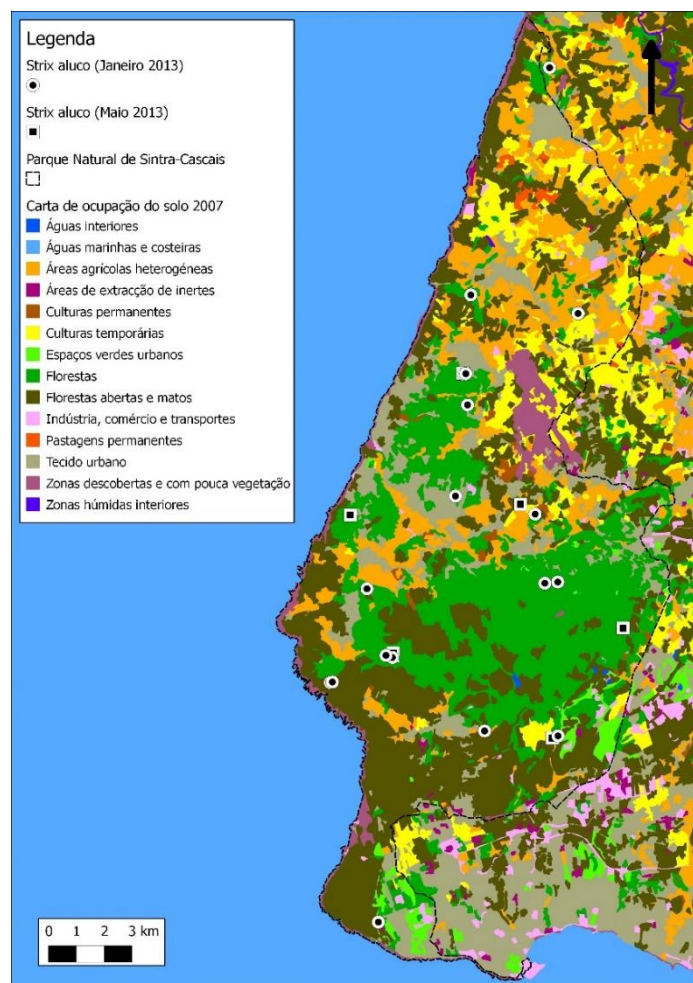 Legenda
Strix aluco (Janeiro 2013)
Strix aluco (Maio 2013)
Parque Natural de Sintra-Cascais
Carta de ocupação do solo 2007
Águas interiores
Águas marinhas e costeiras
Áreas agrícolas heterogéneas
Áreas de extracção de inertes
Culturas permanentes
Culturas temporárias
Espaços verdes urbanos
Florestas
Florestas abertas e matos
Indústria, comércio e transportes
Pastagens permanentes
Tecido urbano
Zonas descobertas e com pouca vegetação
Zonas húmidas interiores
0 1 2 3 km